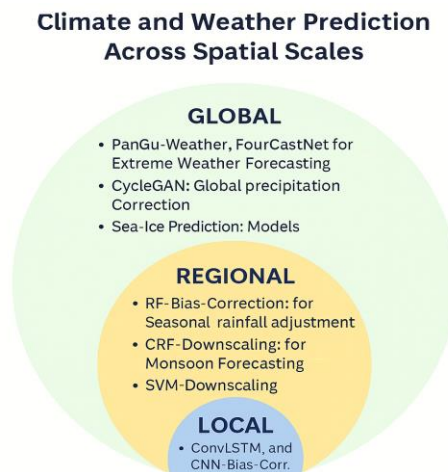 Climate and Weather Prediction
Across Spatial Scales
GLOBAL
• PanGu-Weather, FourCastNet for
Extreme Weather Forecasting
• CycleGAN: Global precipitation
Correction
• Sea-Ice Prediction: Models
REGIONAL
• RF-Bias-Correction: for
Seasonal rainfall adjustment
• CRF-Downscaling: for
Monsoon Forecasting
• SVM-Downscaling
LOCAL
• ConvLSTM, and
CNN-Bias-Corr.